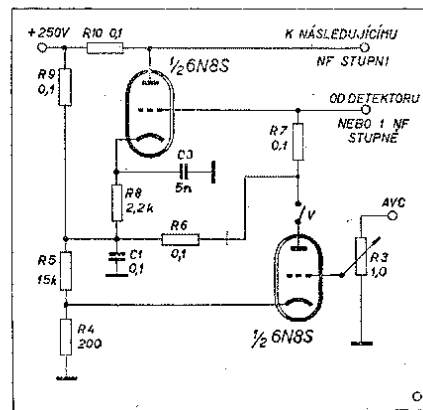 +250V
R10 0,1
K NÁSLEDUJÍCÍMU
NF STUPNI
½ 6N8S
R9
0,1
OD DETEKTORU
NEBO 1 NF
STUPNĚ
R7
0,1
C3
5n
R8
2,2k
V
AVC
R6
0,1
R5
15k
C1
0,1
R3
1,0
R4
200
½ 6N8S